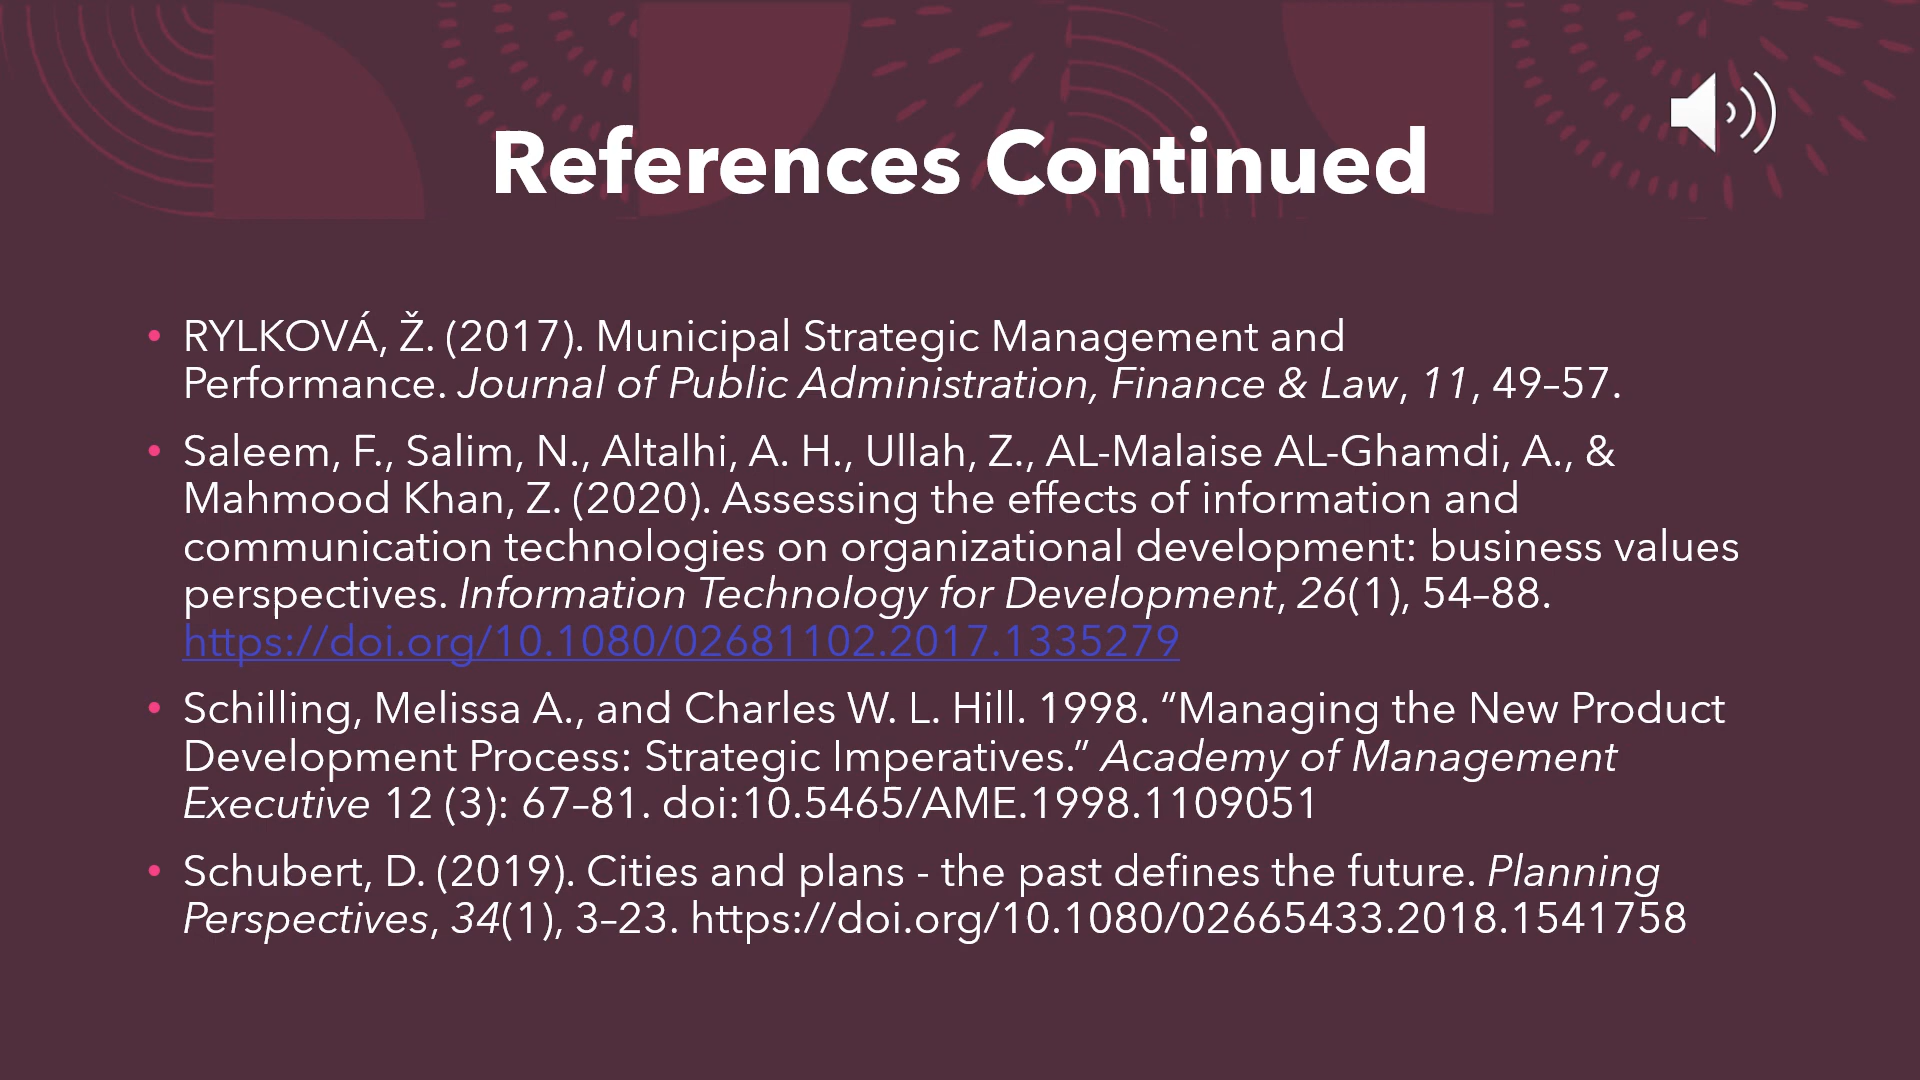 References Continued
• RYLKOVÁ, Ž. (2017). Municipal Strategic Management and
Performance. Journal of Public Administration, Finance & Law, 11, 49–57.
• Saleem, F., Salim, N., Altalhi, A. H., Ullah, Z., AL-Malaise AL-Ghamdi, A., &
Mahmood Khan, Z. (2020). Assessing the effects of information and
communication technologies on organizational development: business values
perspectives. Information Technology for Development, 26(1), 54–88.
https://doi.org/10.1080/02681102.2017.1335279
• Schilling, Melissa A., and Charles W. L. Hill. 1998. “Managing the New Product
Development Process: Strategic Imperatives.” Academy of Management
Executive 12 (3): 67–81. doi:10.5465/AME.1998.1109051
• Schubert, D. (2019). Cities and plans - the past defines the future. Planning
Perspectives, 34(1), 3–23. https://doi.org/10.1080/02665433.2018.1541758